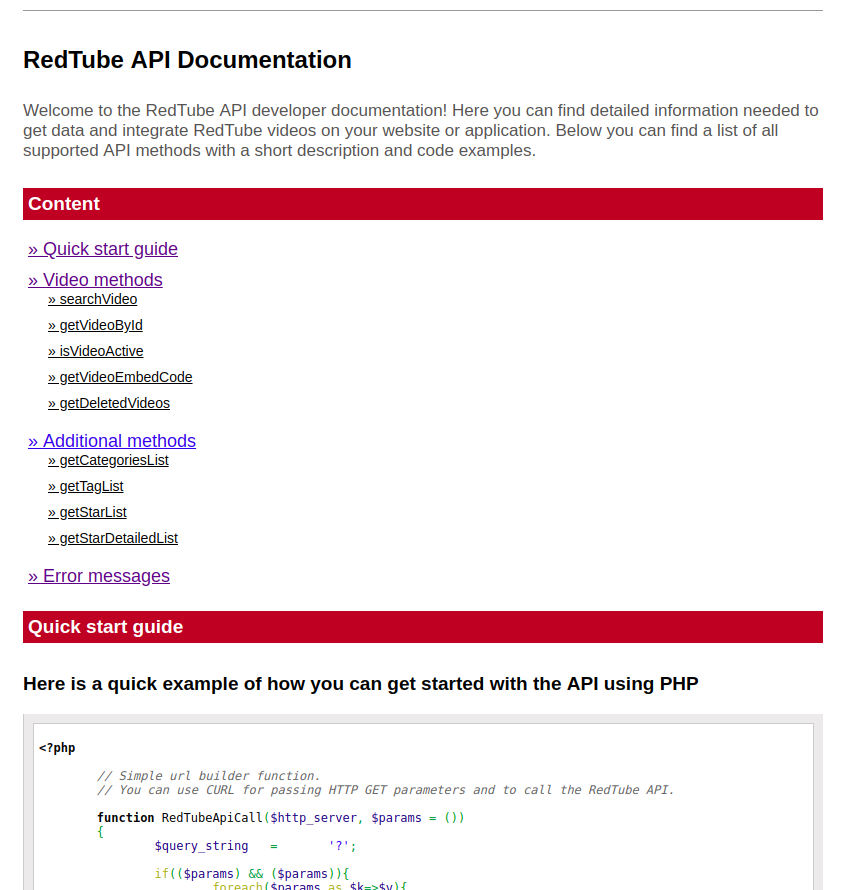 RedTube API Documentation
Welcome to the RedTube API developer documentation! Here you can find detailed information needed to
get data and integrate RedTube videos on your website or application. Below you can find a list of all
supported API methods with a short description and code examples.
Content
» Quick start guide
» Video methods
» searchVideo
» getVideoById
» isVideoActive
» getVideoEmbedCode
» getDeletedVideos
» Additional methods
» getCategoriesList
» getTagList
» getStarList
» getStarDetailedList
» Error messages
Quick start guide
Here is a quick example of how you can get started with the API using PHP
<?php
// Simple url builder function.
// You can use CURL for passing HTTP GET parameters and to call the RedTube API.
function RedTubeApiCall($http_server, $params = ())
{
$query_string   =       '?';
if(($params) && ($params)){
foreach($params as $k=>$v){